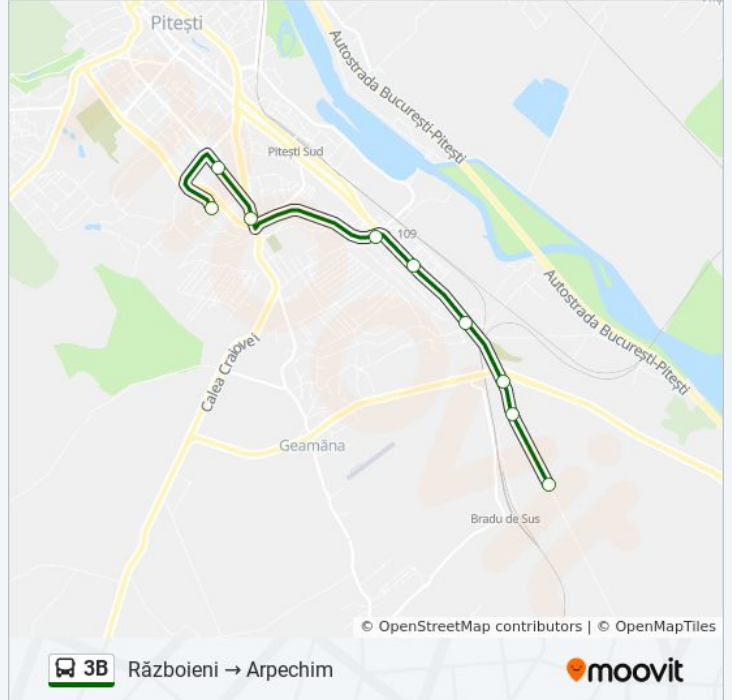 Pitești
Autostrada București-Pitești
Pitești Sud
109
Autostrada București-Pitești
Calea Craiovei
Geamăna
Bradu de Sus
© OpenStreetMap contributors | © OpenMapTiles
3B Războieni → Arpechim
moovit